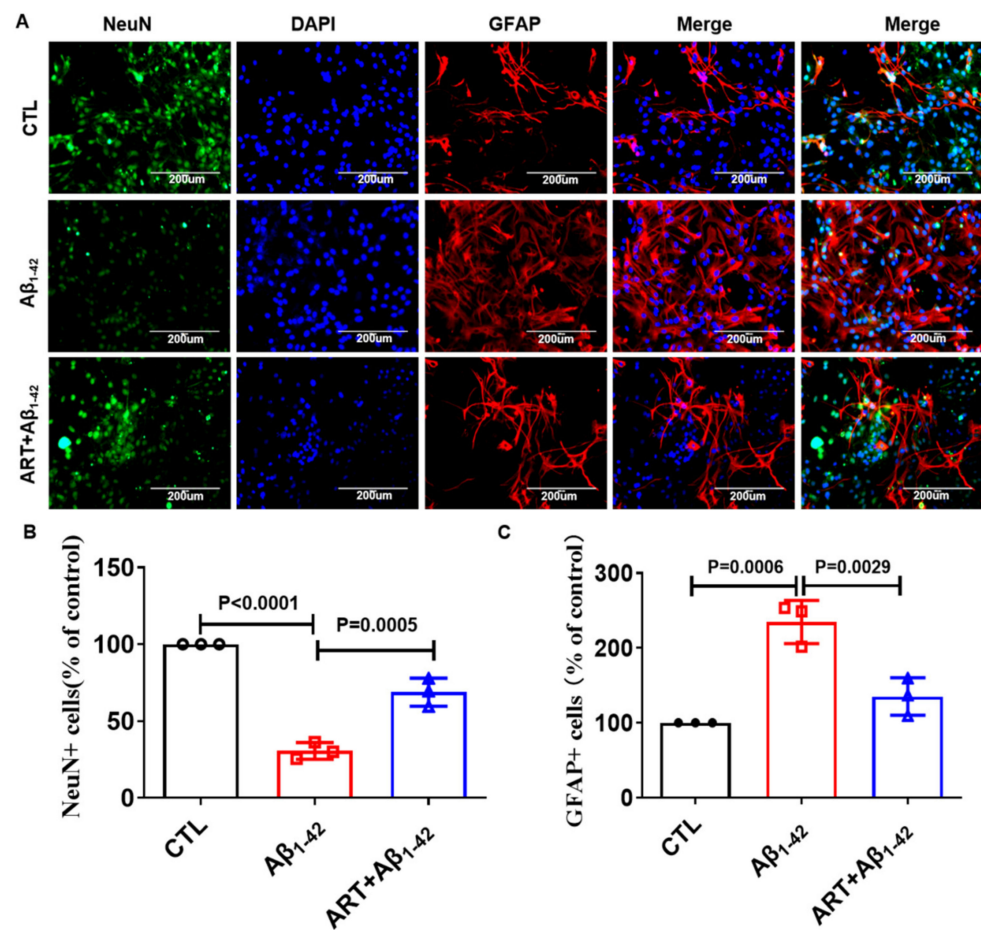 A
NeuN DAPI GFAP Merge Merge
CTL
200um 200um 200um 200um 200um
Aβ1-42
200um 200um 200um 200um 200um
ART+Aβ1-42
200um 200um 200um 200um 200um
B
NeuN+ cells(% of control)
150
100
50
0
P<0.0001
P=0.0005
CTL
Aβ1-42
ART+Aβ1-42
C
GFAP+ cells (% of control)
300
200
100
0
P=0.0006
P=0.0029
CTL
Aβ1-42
ART+Aβ1-42